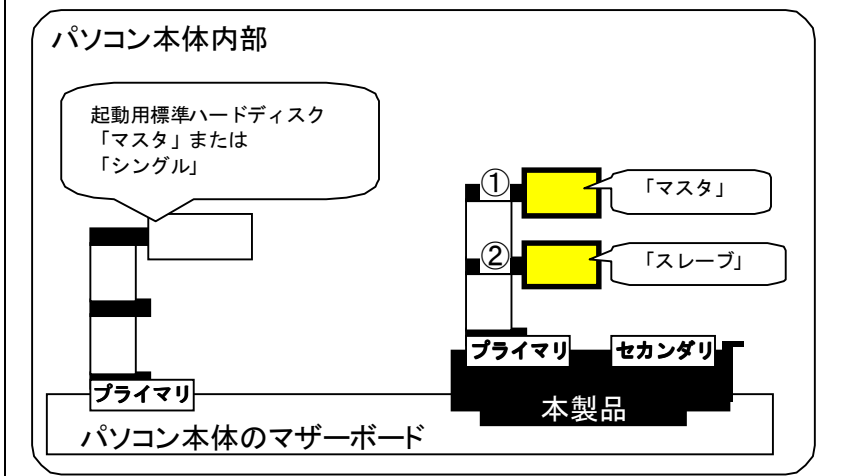 パソコン本体内部
起動用標準ハードディスク
「マスタ」または
「シングル」
①
「マスタ」
②
「スレーブ」
プライマリ
セカンダリ
プライマリ
本製品
パソコン本体のマザーボード